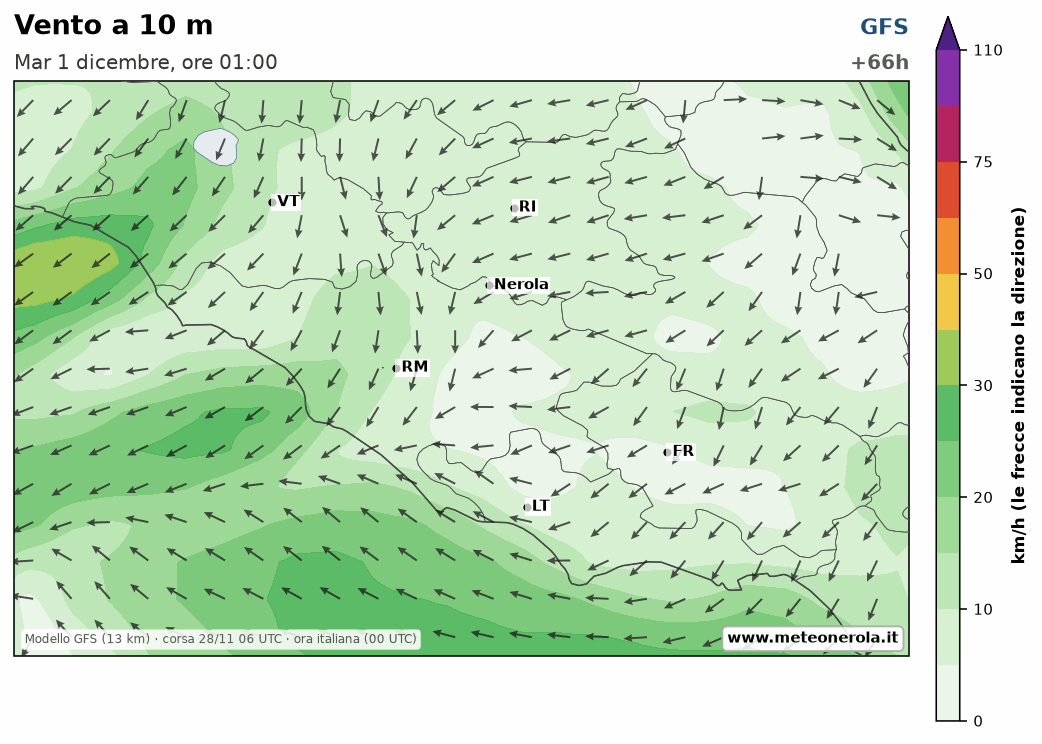 Vento a 10 m
GFS
Mar 1 dicembre, ore 01:00
+66h
VT
RI
Nerola
RM
FR
LT
Modello GFS (13 km) · corsa 28/11 06 UTC · ora italiana (00 UTC)
www.meteonerola.it
110
75
50
30
20
10
0
km/h (le frecce indicano la direzione)